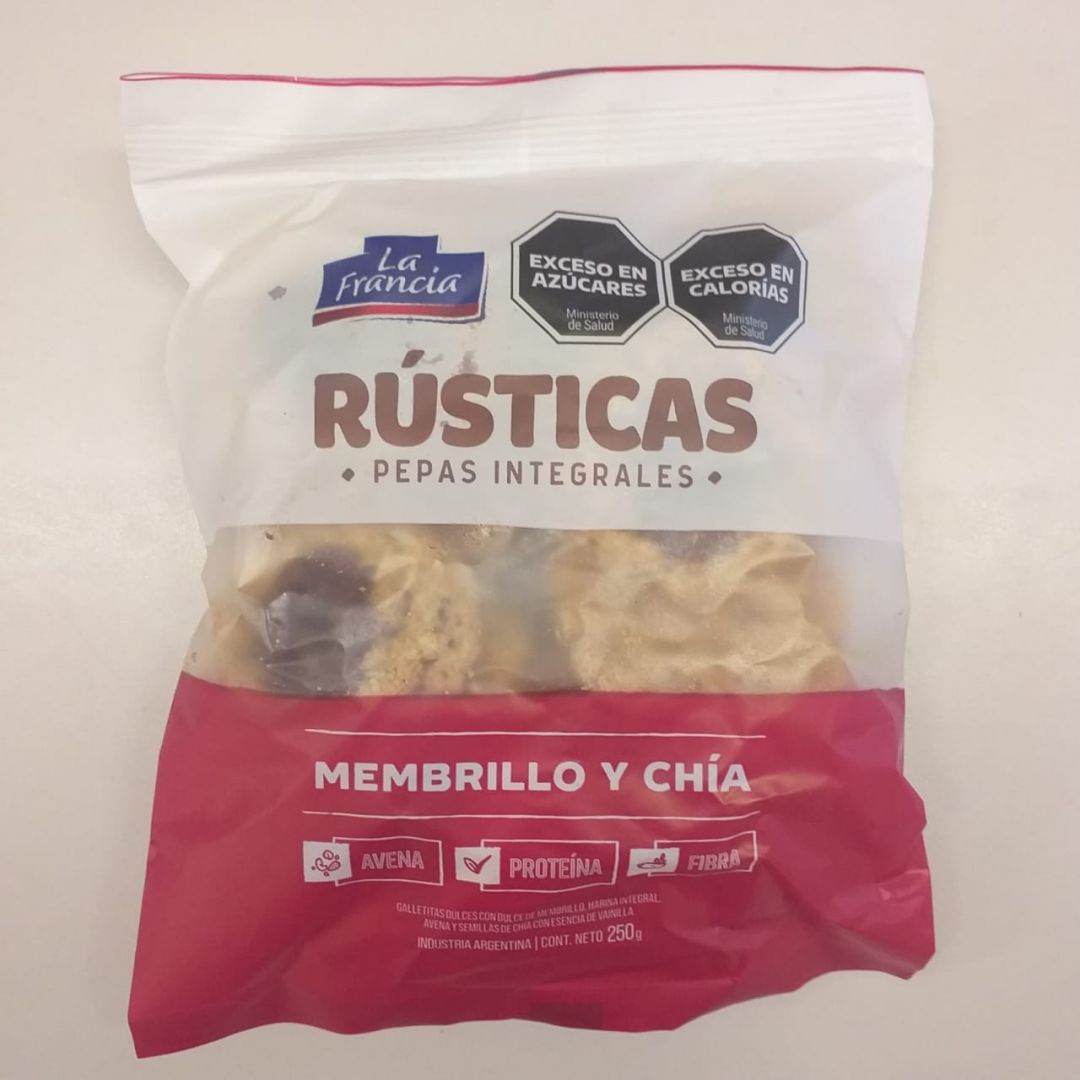 La
Francia
EXCESO EN
AZÚCARES
Ministerio
de Salud
EXCESO EN
CALORÍAS
Ministerio
de Salud
RÚSTICAS
• PEPAS INTEGRALES •
MEMBRILLO Y CHÍA
AVENA
PROTEÍNA
FIBRA
GALLETITAS DULCES CON DULCE DE MEMBRILLO, HARINA INTEGRAL,
AVENA Y SEMILLAS DE CHÍA CON ESENCIA DE VAINILLA.
INDUSTRIA ARGENTINA | CONT. NETO 250g